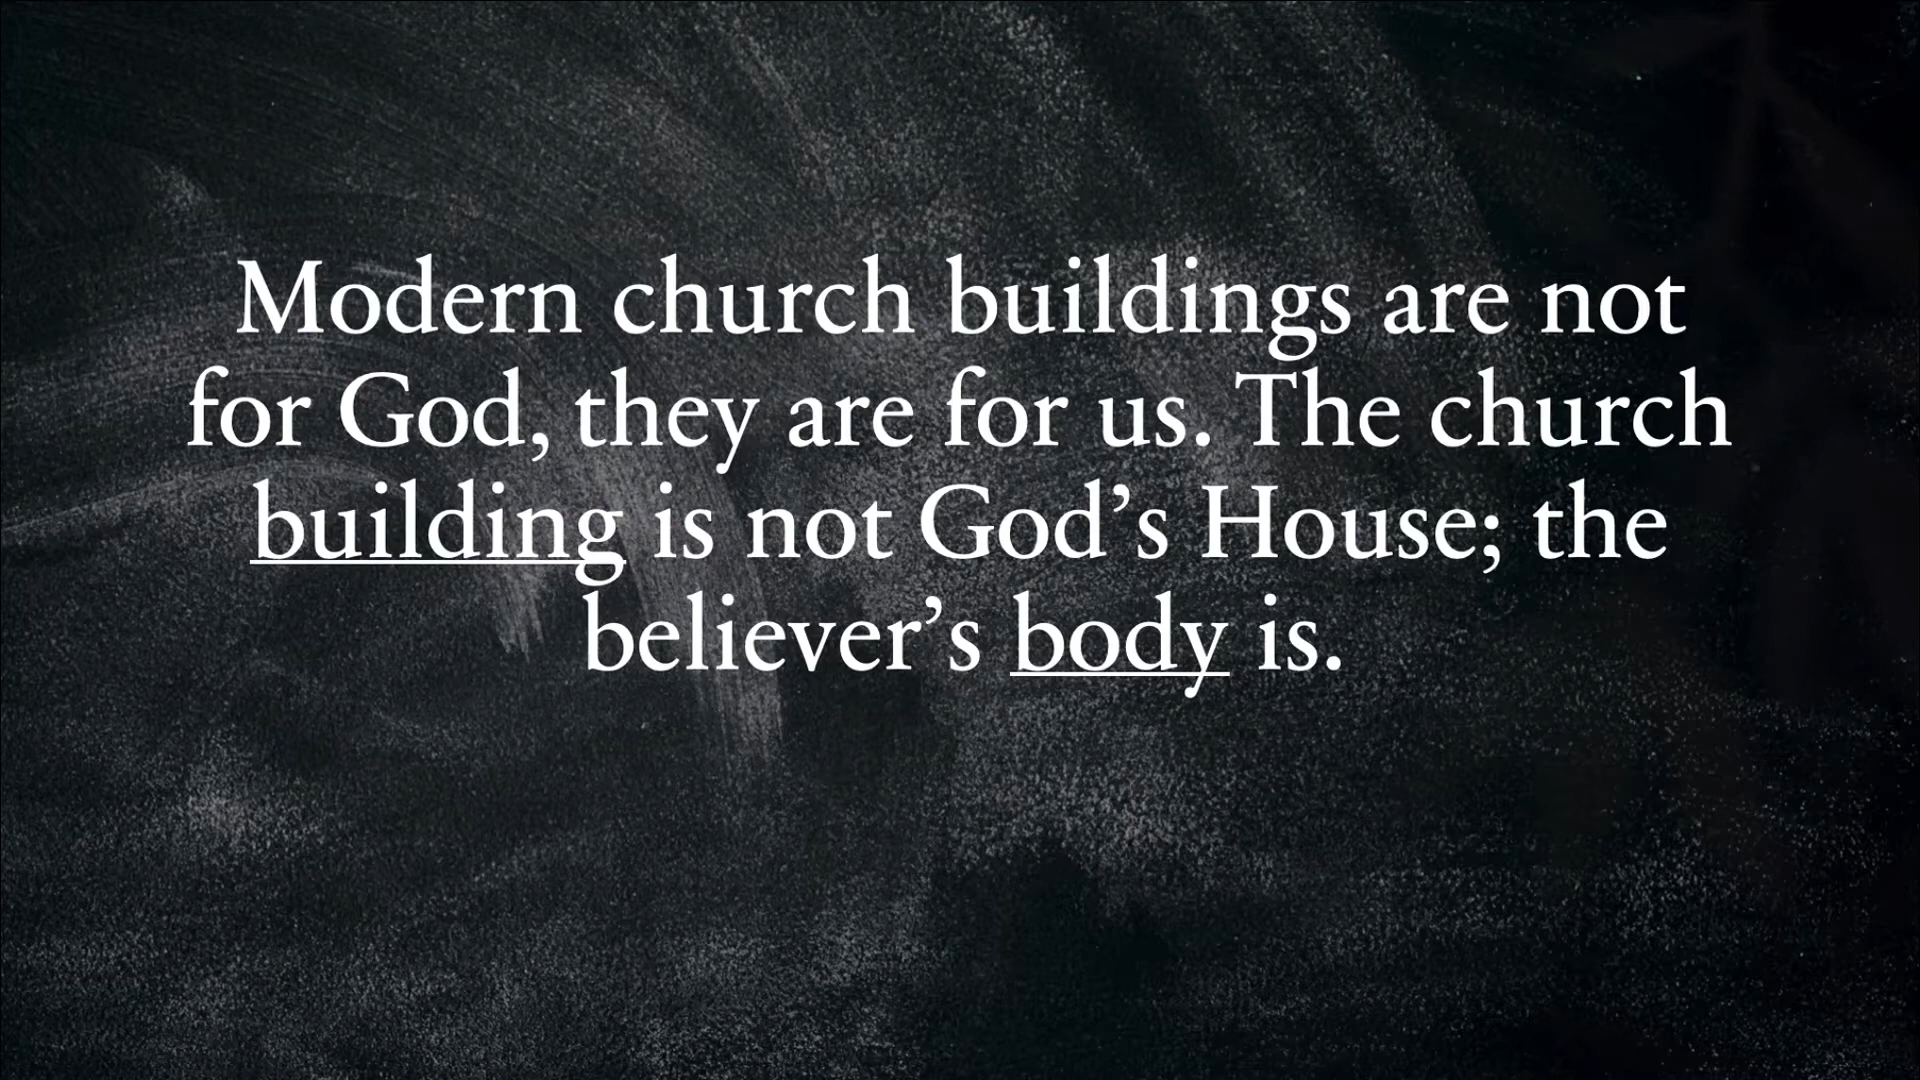 Modern church buildings are not
for God, they are for us. The church
building is not God’s House; the
believer’s body is.